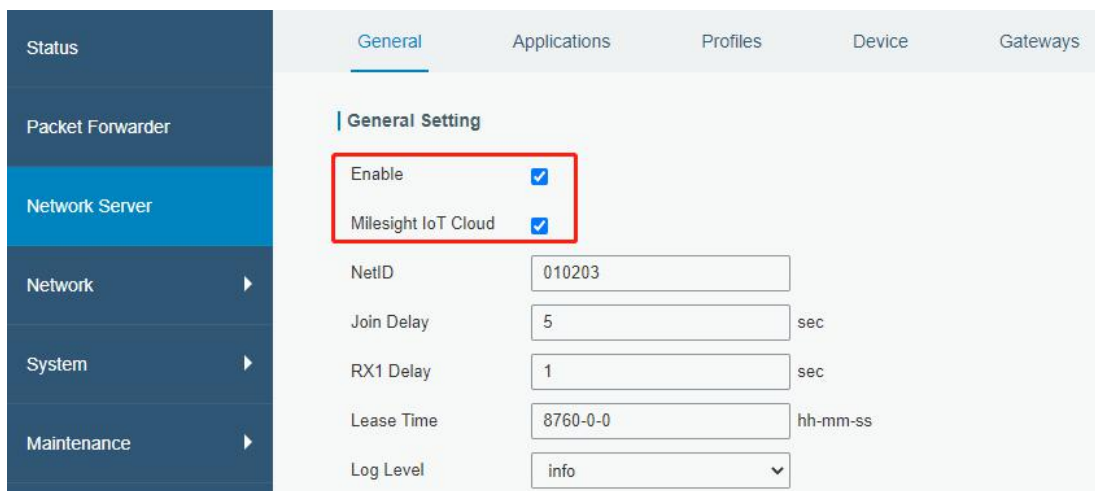 Status
Packet Forwarder
Network Server
Network
System
Maintenance
General Applications Profiles Device Gateways
General Setting
Enable
Milesight IoT Cloud
NetID 010203
Join Delay 5 sec
RX1 Delay 1 sec
Lease Time 8760-0-0 hh-mm-ss
Log Level info